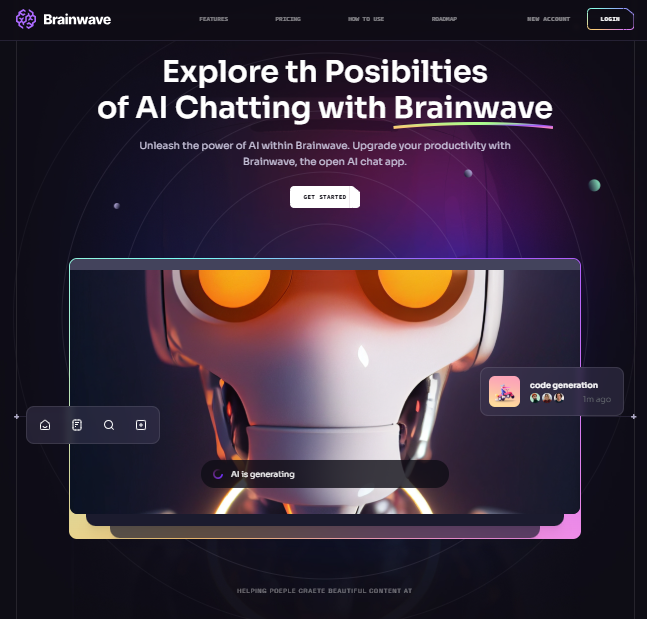 Brainwave
FEATURES
PRICING
HOW TO USE
ROADMAP
NEW ACCOUNT
LOGIN
Explore th Posibilties
of AI Chatting with Brainwave
Unleash the power of AI within Brainwave. Upgrade your productivity with
Brainwave, the open AI chat app.
GET STARTED
code generation
1m ago
AI is generating
HELPING POEPLE CRAETE BEAUTIFUL CONTENT AT